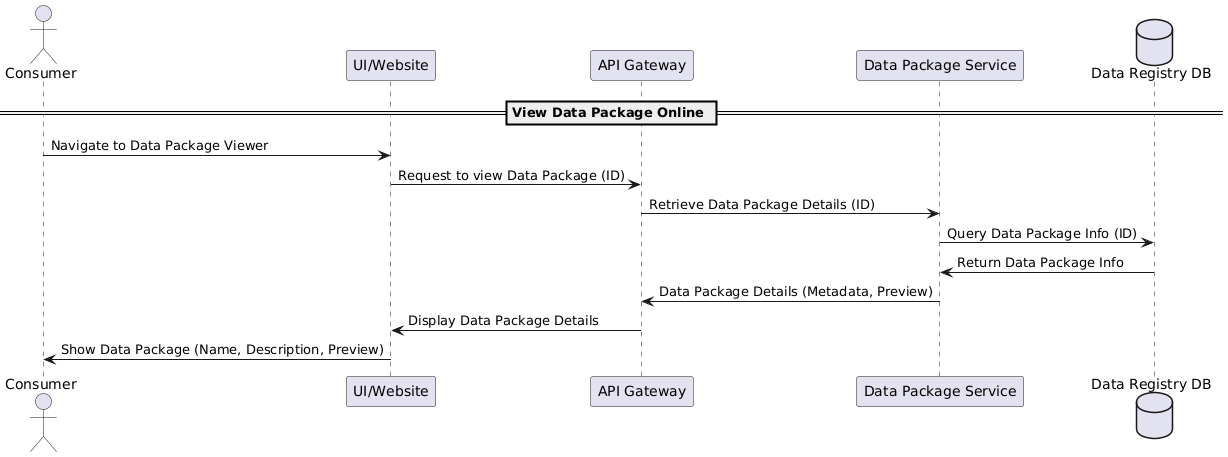 Consumer
UI/Website
API Gateway
Data Package Service
Data Registry DB
View Data Package Online
Navigate to Data Package Viewer
Request to view Data Package (ID)
Retrieve Data Package Details (ID)
Query Data Package Info (ID)
Return Data Package Info
Data Package Details (Metadata, Preview)
Display Data Package Details
Show Data Package (Name, Description, Preview)
Consumer
UI/Website
API Gateway
Data Package Service
Data Registry DB